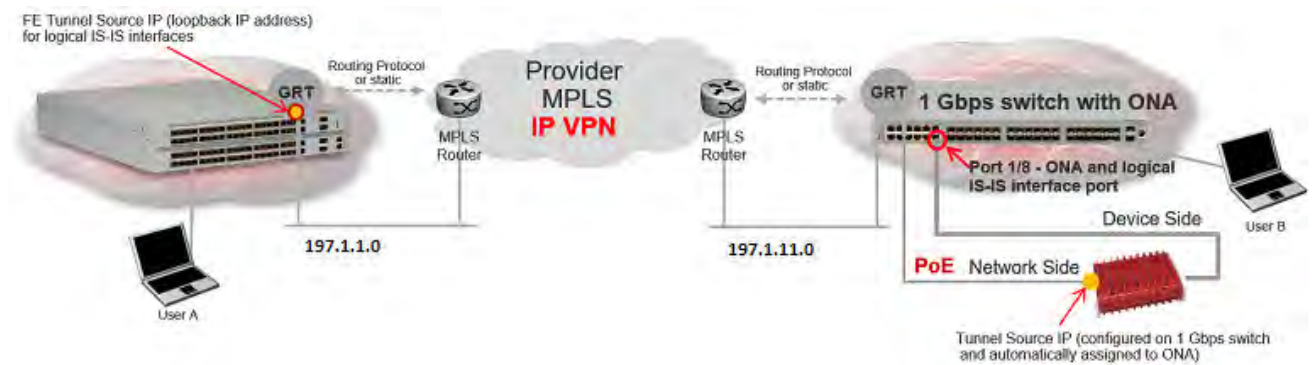 FE Tunnel Source IP (loopback IP address)
for logical IS-IS interfaces
GRT
Routing Protocol
or static
MPLS
Router
Provider
MPLS
IP VPN
MPLS
Router
Routing Protocol
or static
GRT
1 Gbps switch with ONA
Port 1/8 - ONA and logical
IS-IS interface port
User B
Device Side
197.1.1.0
197.1.11.0
PoE Network Side
User A
Tunnel Source IP (configured on 1 Gbps switch
and automatically assigned to ONA)